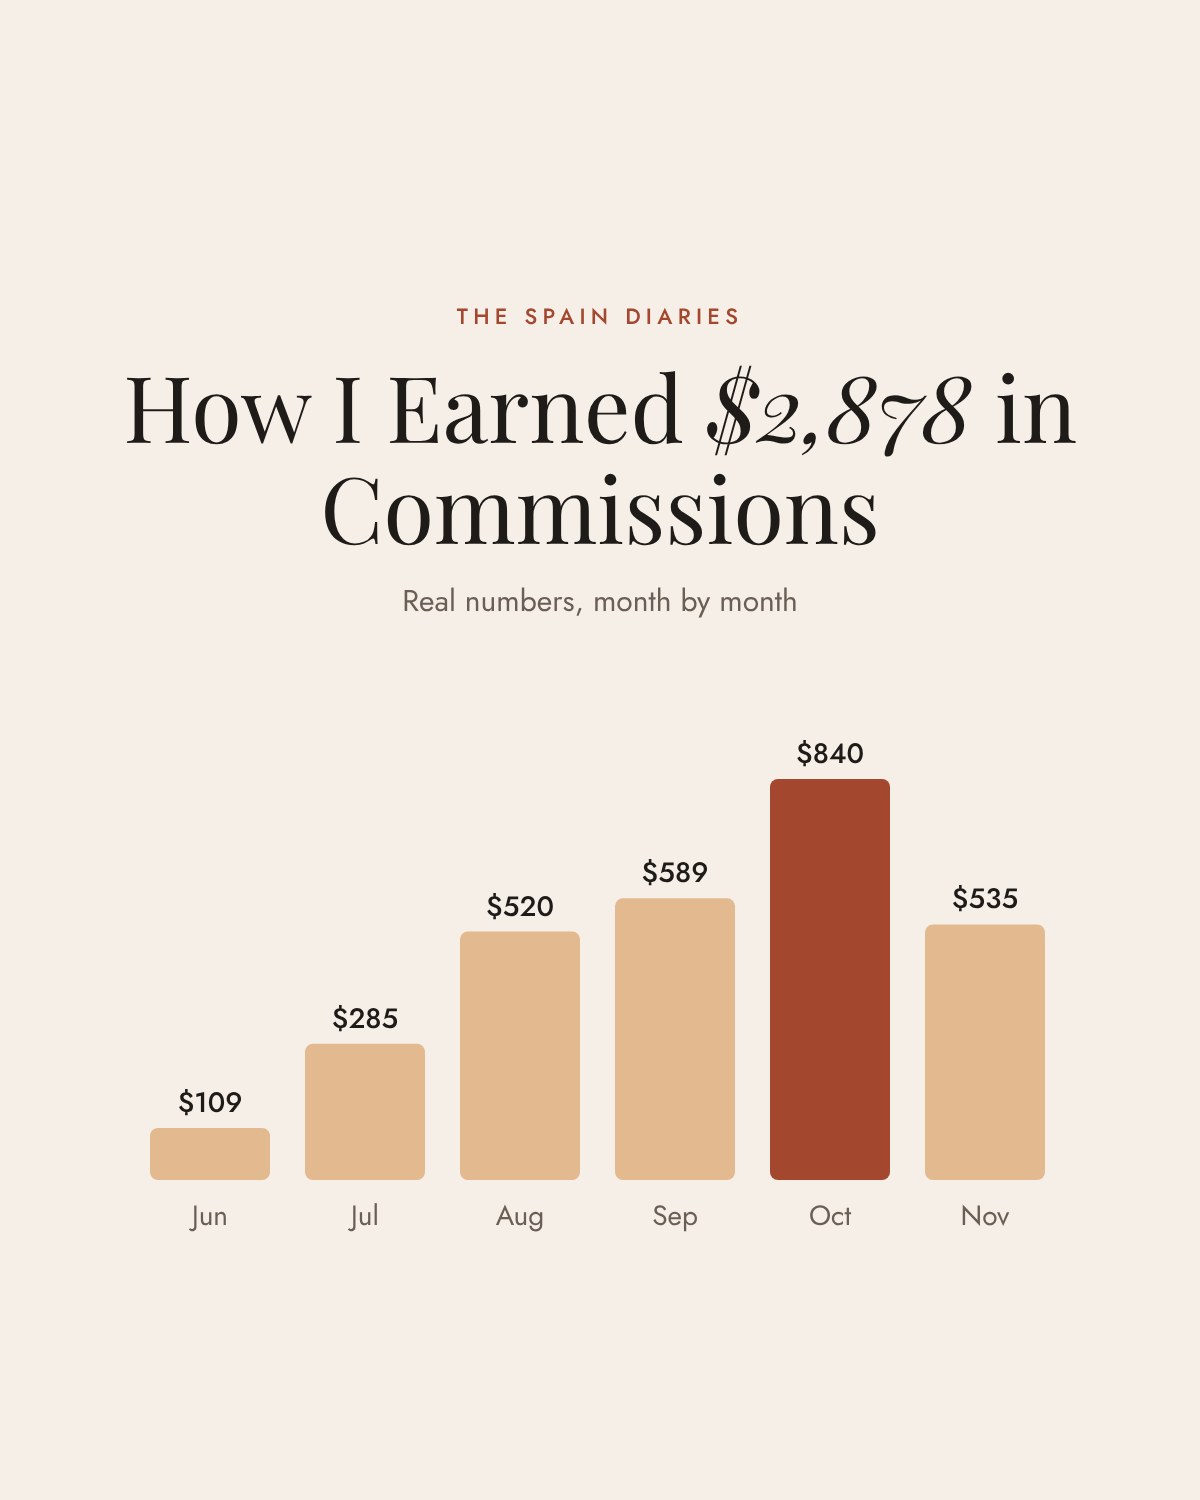 THE SPAIN DIARIES
How I Earned $2,878 in
Commissions
Real numbers, month by month
$840
$589
$535
$520
$285
$109
Jun Jul Aug Sep Oct Nov